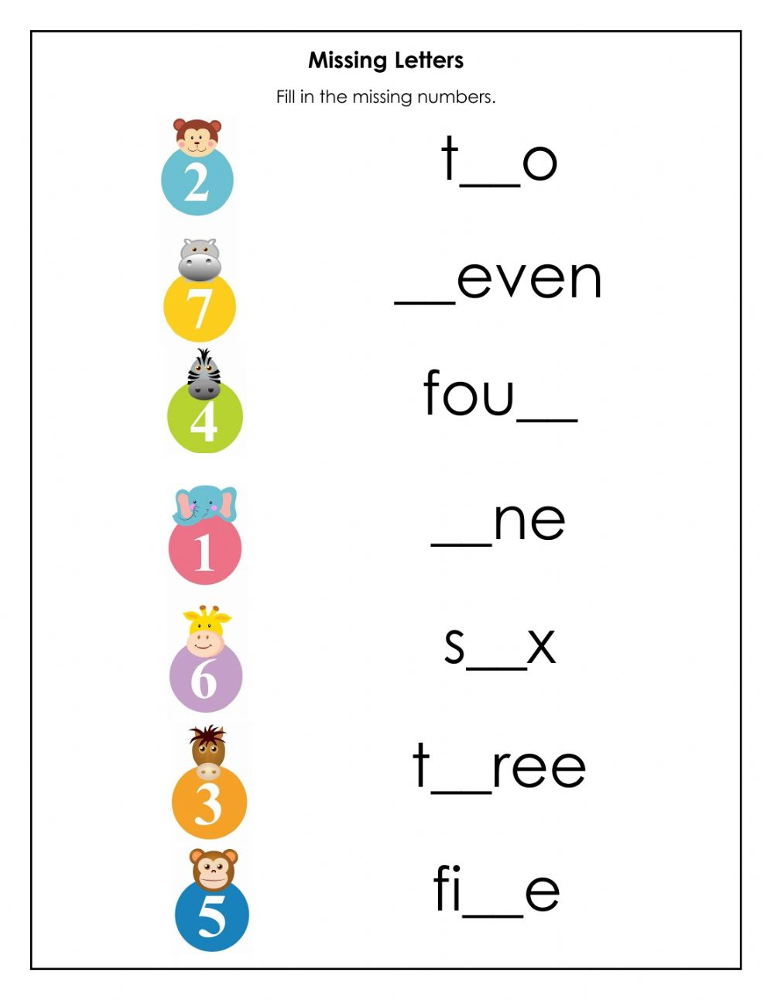 Missing Letters
Fill in the missing numbers.
2 t__o
7 __even
4 fou__
1 __ne
6 s__x
3 t__ree
5 fi__e